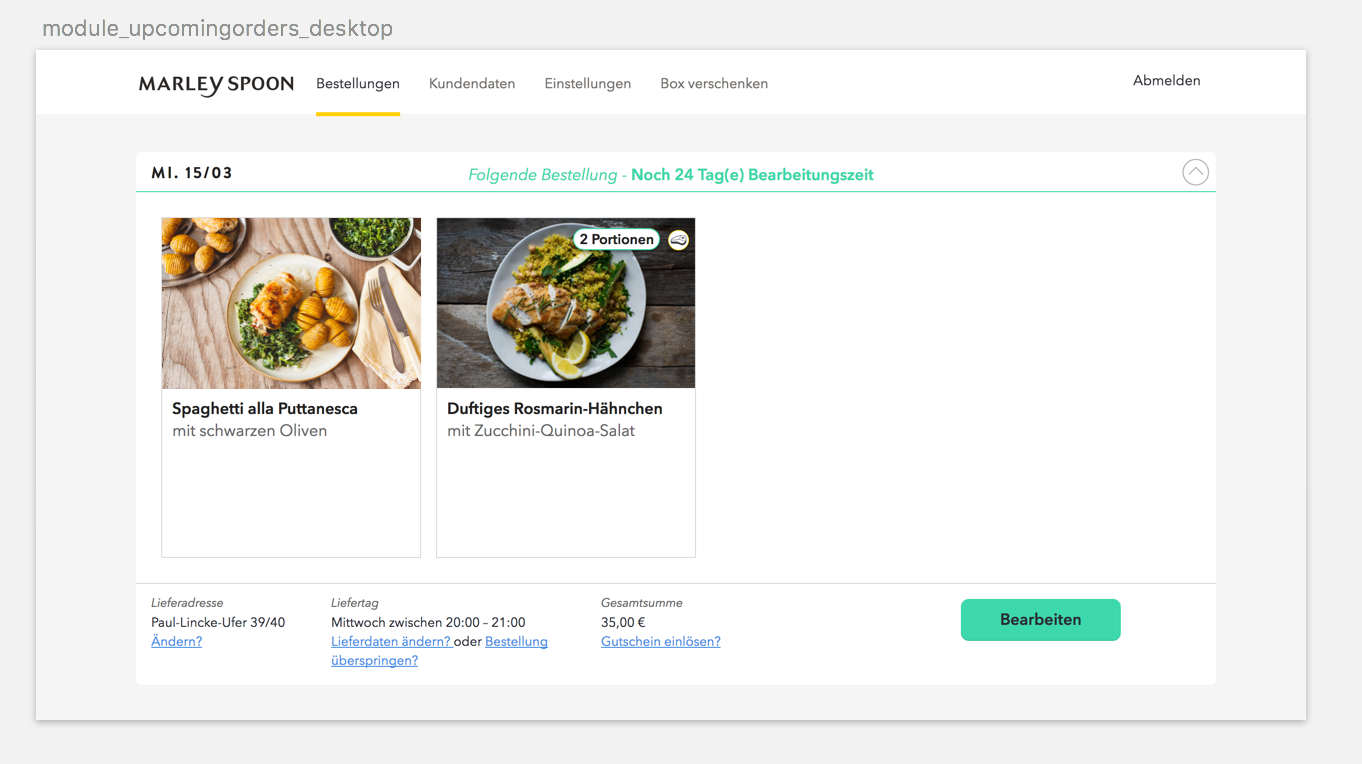 module_upcomingorders_desktop
MARLEY SPOON Bestellungen Kundendaten Einstellungen Box verschenken Abmelden
MI. 15/03 Folgende Bestellung - Noch 24 Tag(e) Bearbeitungszeit
2 Portionen
Spaghetti alla Puttanesca
mit schwarzen Oliven
Duftiges Rosmarin-Hähnchen
mit Zucchini-Quinoa-Salat
Lieferadresse
Paul-Lincke-Ufer 39/40
Ändern?
Liefertag
Mittwoch zwischen 20:00 – 21:00
Lieferdaten ändern? oder Bestellung
überspringen?
Gesamtsumme
35,00 €
Gutschein einlösen?
Bearbeiten